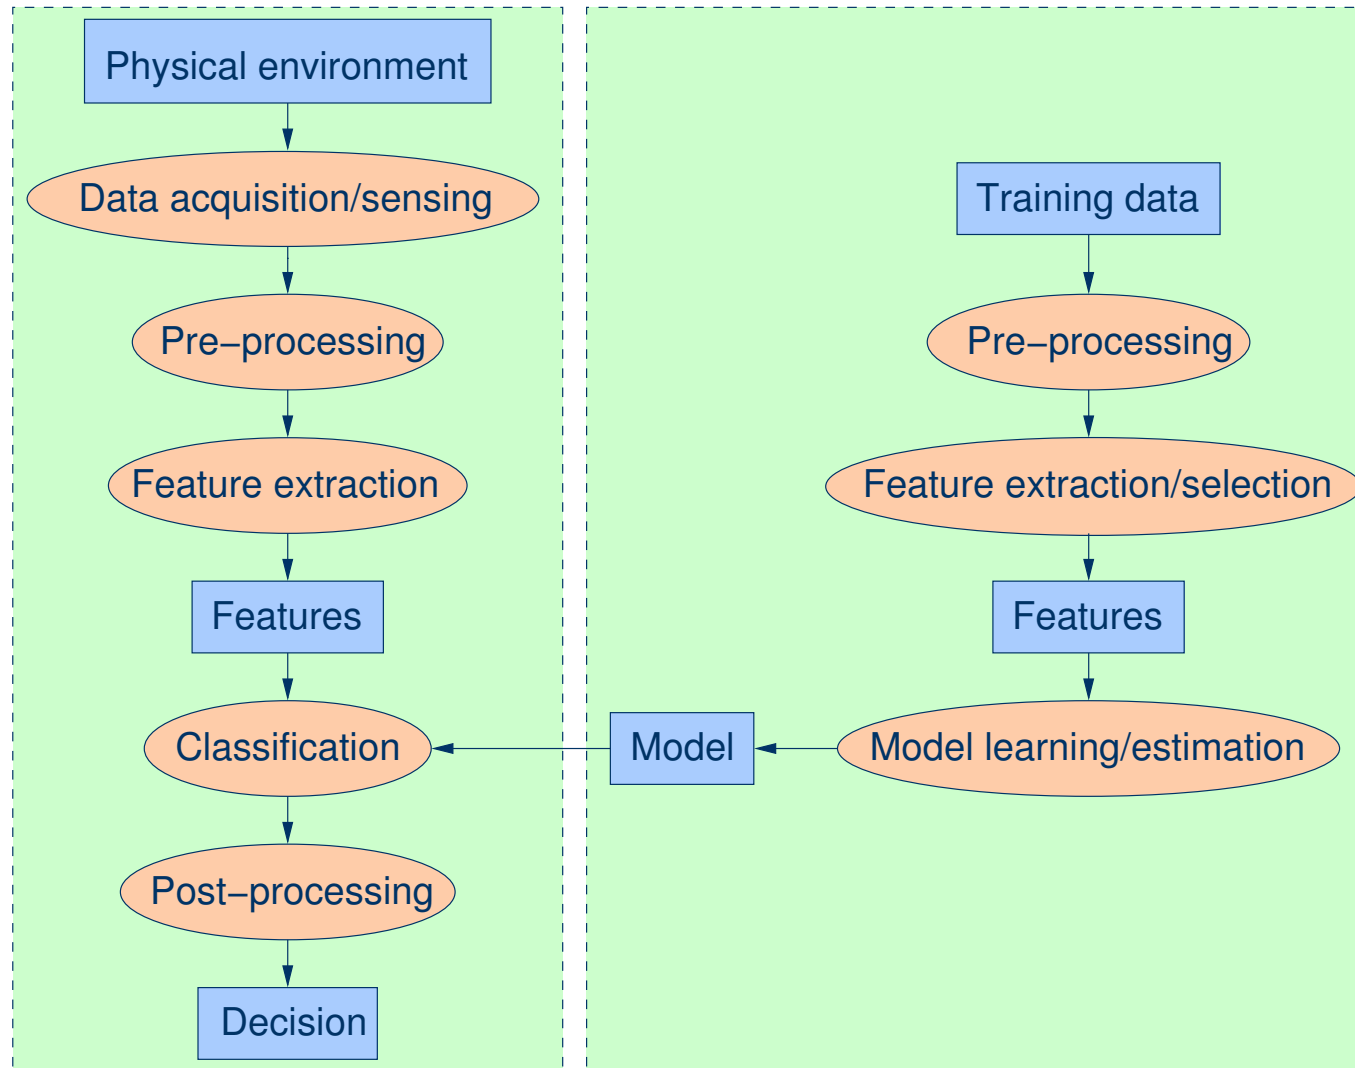 Physical environment
Data acquisition/sensing
Pre−processing
Feature extraction
Features
Classification
Post−processing
Decision
Training data
Pre−processing
Feature extraction/selection
Features
Model learning/estimation
Model